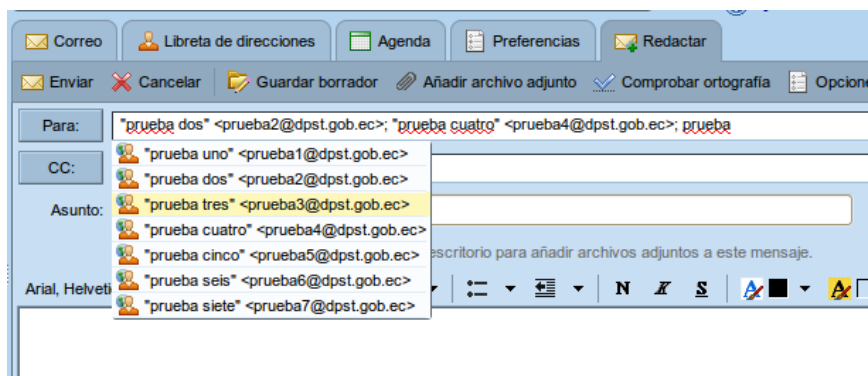 Correo Libreta de direcciones Agenda Preferencias Redactar
Enviar Cancelar Guardar borrador Añadir archivo adjunto Comprobar ortografía
Para: "prueba dos" <prueba2@dpst.gob.ec>; "prueba cuatro" <prueba4@dpst.gob.ec>; prueba
"prueba uno" <prueba1@dpst.gob.ec>
CC:
"prueba dos" <prueba2@dpst.gob.ec>
Asunto: "prueba tres" <prueba3@dpst.gob.ec>
"prueba cuatro" <prueba4@dpst.gob.ec>
"prueba cinco" <prueba5@dpst.gob.ec> escritorio para añadir archivos adjuntos a este mensaje.
"prueba seis" <prueba6@dpst.gob.ec>
Arial, N K S A A
"prueba siete" <prueba7@dpst.gob.ec>